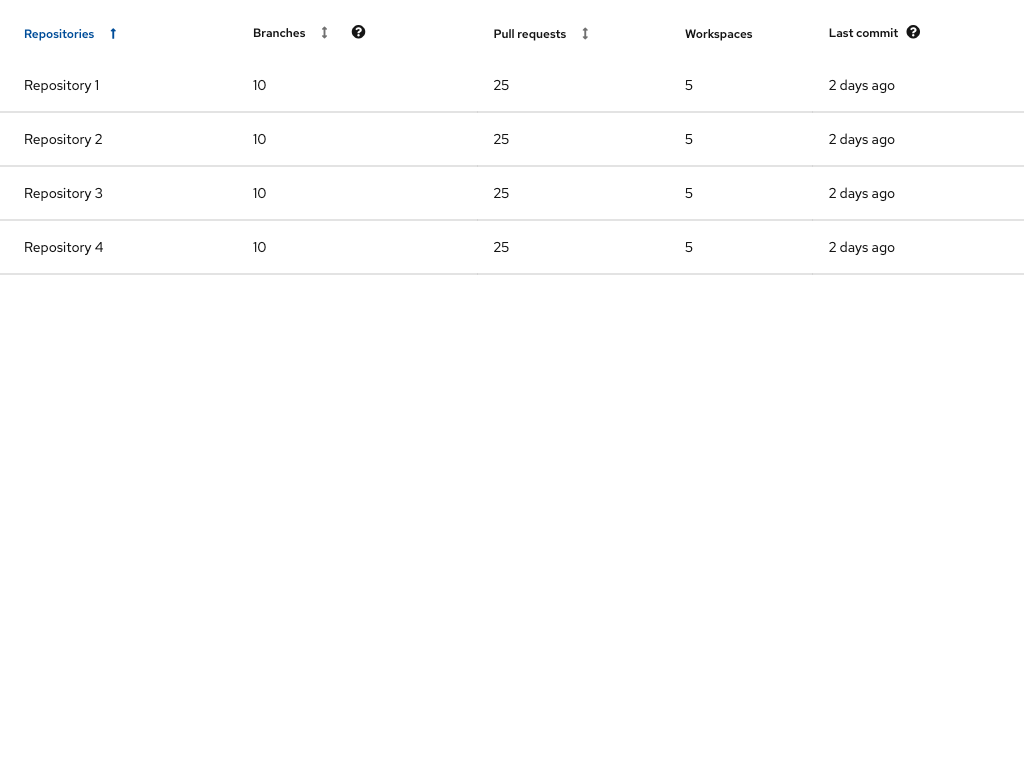 Repositories Branches Pull requests Workspaces Last commit
Repository 1 10 25 5 2 days ago
Repository 2 10 25 5 2 days ago
Repository 3 10 25 5 2 days ago
Repository 4 10 25 5 2 days ago